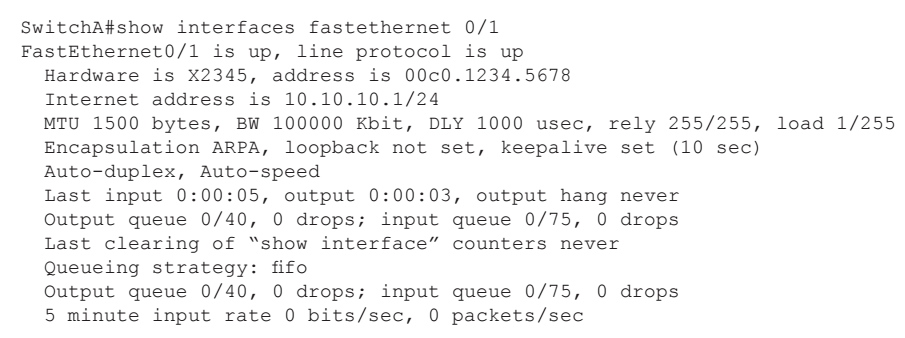 SwitchA#show interfaces fastethernet 0/1
FastEthernet0/1 is up, line protocol is up
  Hardware is X2345, address is 00c0.1234.5678
  Internet address is 10.10.10.1/24
  MTU 1500 bytes, BW 100000 Kbit, DLY 1000 usec, rely 255/255, load 1/255
  Encapsulation ARPA, loopback not set, keepalive set (10 sec)
  Auto-duplex, Auto-speed
  Last input 0:00:05, output 0:00:03, output hang never
  Output queue 0/40, 0 drops; input queue 0/75, 0 drops
  Last clearing of “show interface” counters never
  Queueing strategy: fifo
  Output queue 0/40, 0 drops; input queue 0/75, 0 drops
  5 minute input rate 0 bits/sec, 0 packets/sec